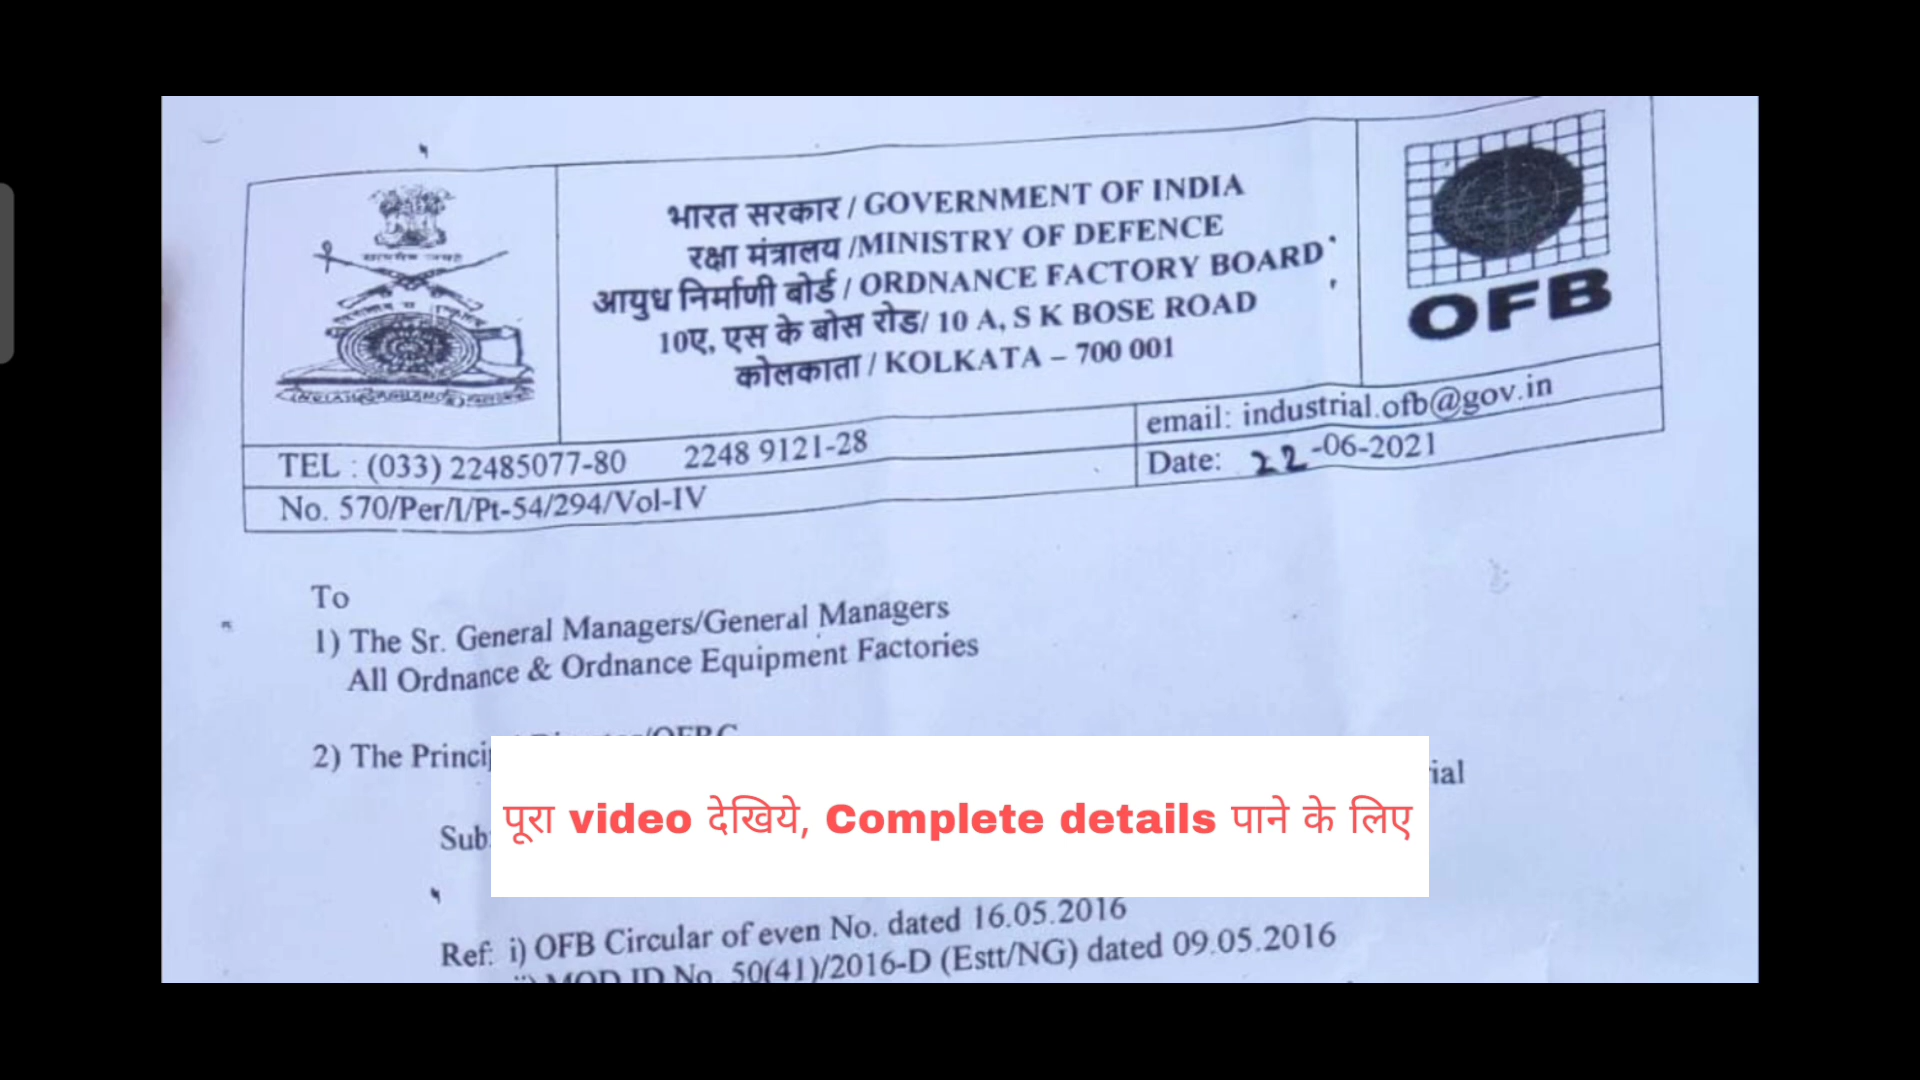 भारत सरकार / GOVERNMENT OF INDIA
रक्षा मंत्रालय /MINISTRY OF DEFENCE
आयुध निर्माणी बोर्ड / ORDNANCE FACTORY BOARD
10ए, एस के बोस रोड/ 10 A, S K BOSE ROAD
कोलकाता / KOLKATA – 700 001
OFB
email: industrial.ofb@gov.in
TEL : (033) 22485077-80 2248 9121-28
Date: 22-06-2021
No. 570/Per/I/Pt-54/294/Vol-IV
To
1) The Sr. General Managers/General Managers
All Ordnance & Ordnance Equipment Factories
2) The
पूरा video देखिये, Complete details पाने के लिए
Sub:
Ref: i) OFB Circular of even No. dated 16.05.2016
MOD ID No. 50(41)/2016-D (Estt/NG) dated 09.05.2016